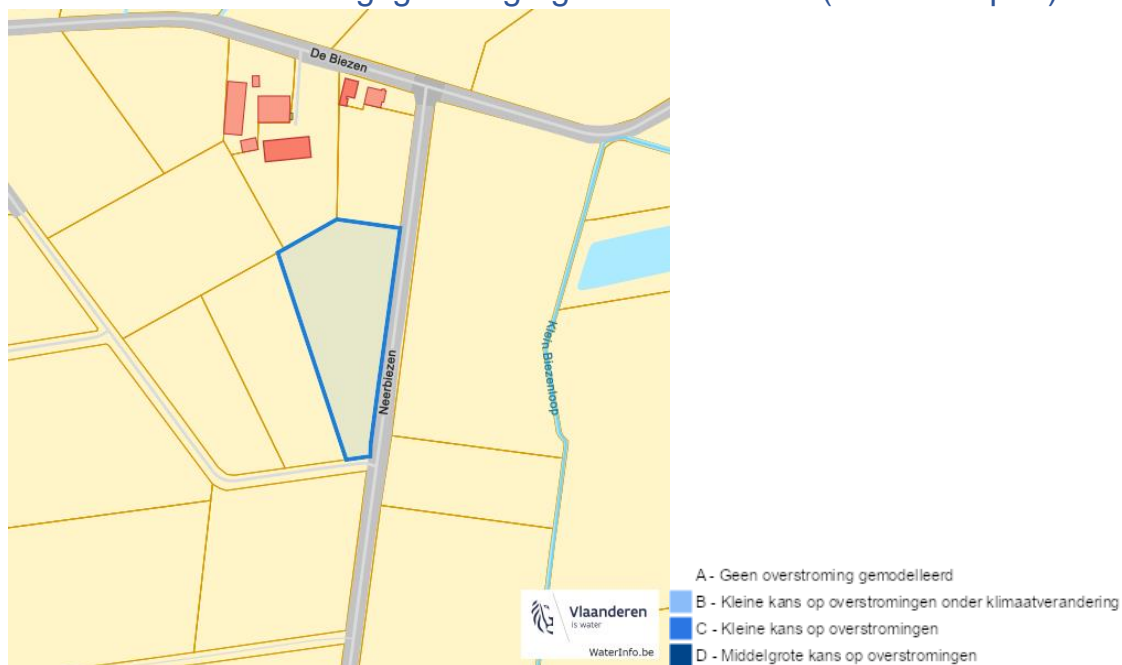 De Biezen
Neerbiezen
Klein Biezenloop
Vlaanderen
is water
WaterInfo.be
A - Geen overstroming gemodelleerd
B - Kleine kans op overstromingen onder klimaatverandering
C - Kleine kans op overstromingen
D - Middelgrote kans op overstromingen